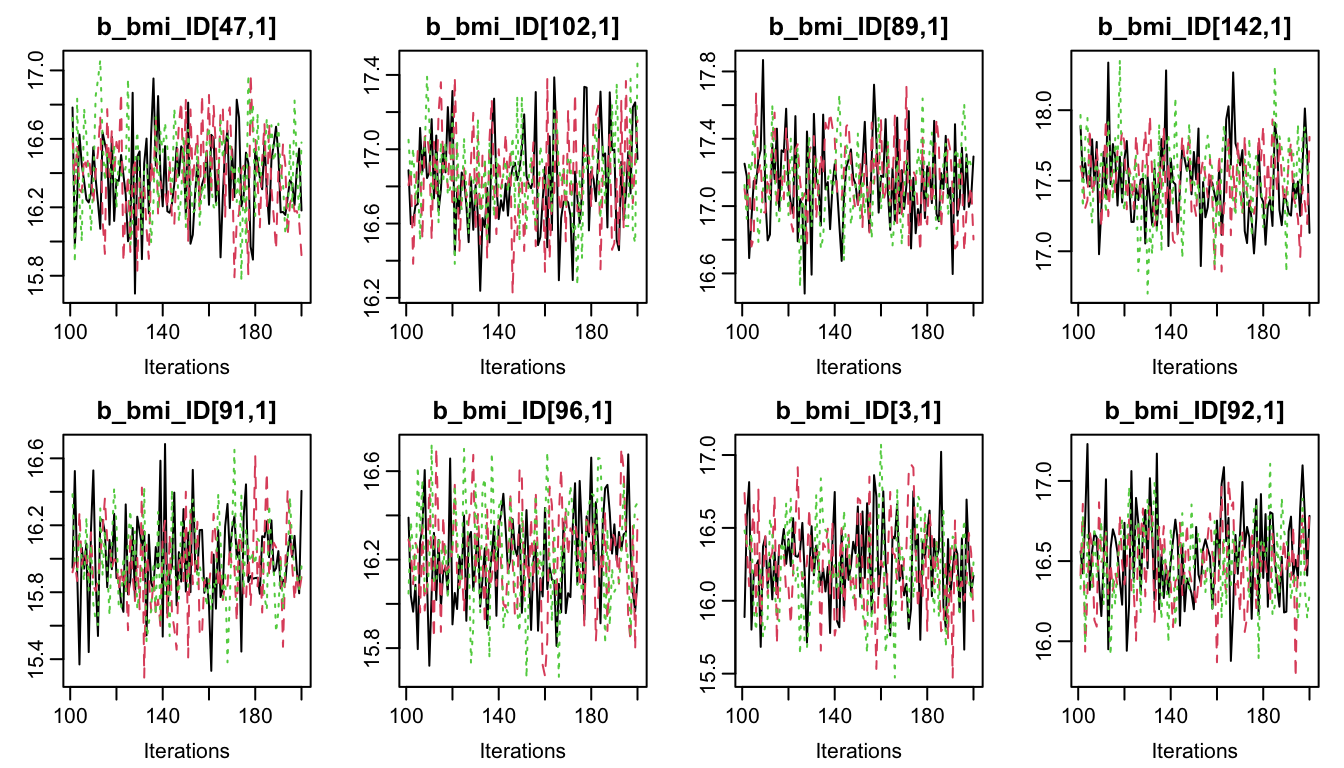 b_bmi_ID[47,1] b_bmi_ID[102,1] b_bmi_ID[89,1] b_bmi_ID[142,1]
17.0 16.6 16.2 15.8
17.4 17.0 16.6 16.2
17.8 17.4 17.0 16.6
18.0 17.5 17.0
100 140 180 100 140 180 100 140 180 100 140 180
Iterations Iterations Iterations Iterations
b_bmi_ID[91,1] b_bmi_ID[96,1] b_bmi_ID[3,1] b_bmi_ID[92,1]
16.6 16.2 15.8 15.4
16.6 16.2 15.8
17.0 16.5 16.0 15.5
17.0 16.5 16.0
100 140 180 100 140 180 100 140 180 100 140 180
Iterations Iterations Iterations Iterations